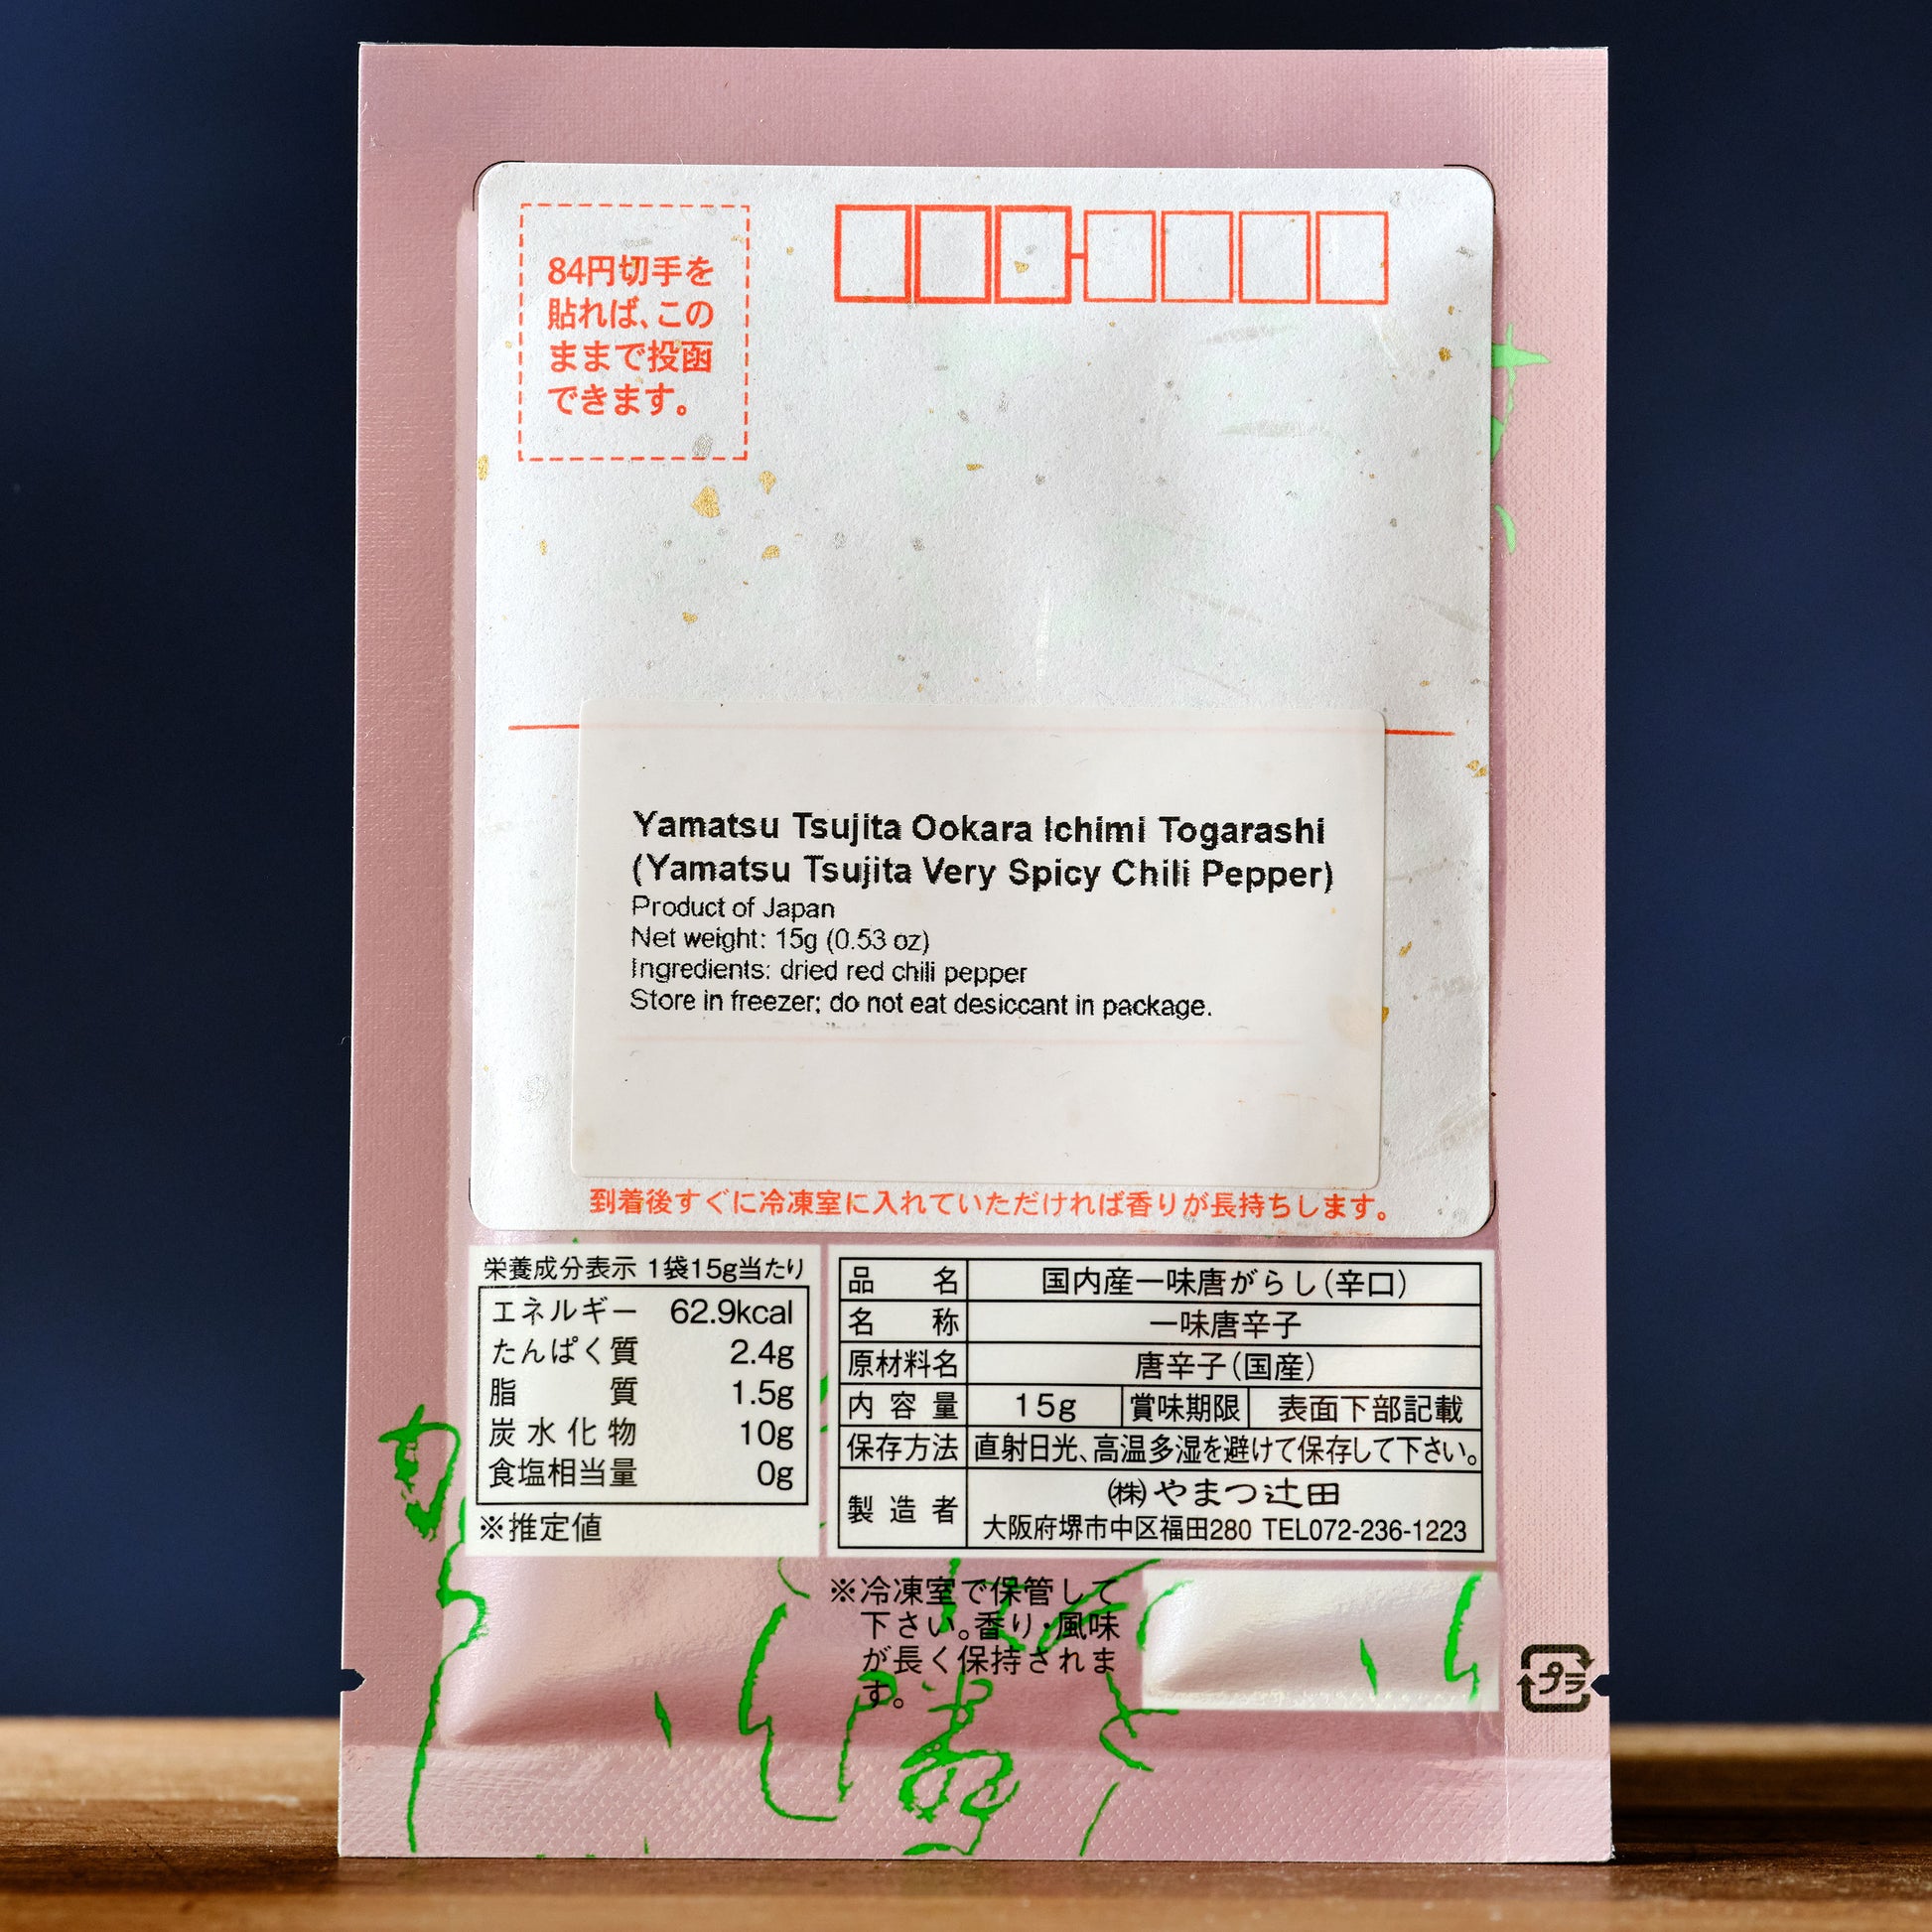 84円切手を
貼れば、この
ままで投函
できます。
Yamatsu Tsujita Ookara Ichimi Togarashi
(Yamatsu Tsujita Very Spicy Chili Pepper)
Product of Japan
Net weight: 15g (0.53 oz)
Ingredients: dried red chili pepper
Store in freezer; do not eat desiccant in package.
到着後すぐに冷凍室に入れていただければ香りが長持ちします。
栄養成分表示 1袋15g当たり
エネルギー 62.9kcal
たんぱく質 2.4g
脂質 1.5g
炭水化物 10g
食塩相当量 0g
※推定値
品名 国内産一味唐がらし(辛口)
名称 一味唐辛子
原材料名 唐辛子(国産)
内容量 15g 賞味期限 表面下部記載
保存方法 直射日光、高温多湿を避けて保存して下さい。
製造者 ㈱やまつ辻田
大阪府堺市中区福田280 TEL072-236-1223
※冷凍室で保管して
下さい。香り・風味
が長く保持されま
す。
プラ